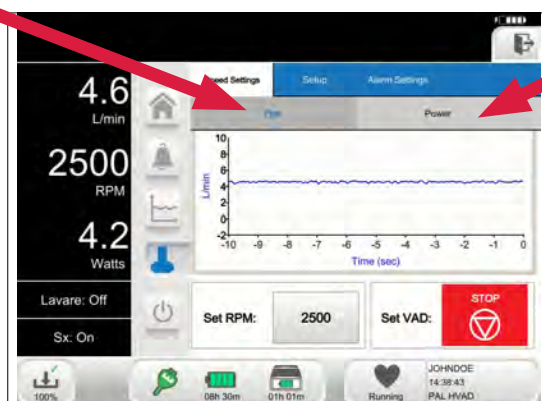 Speed Settings Setup Alarm Settings
Flow Power
4.6
L/min
2500
RPM
4.2
Watts
Lavare: Off
Sx: On
L/min
10
8
6
4
2
0
-2
-10 -9 -8 -7 -6 -5 -4 -3 -2 -1 0
Time (sec)
Set RPM: 2500 Set VAD: STOP
100% 08h 30m 01h 01m Running
JOHNDOE
14:38:43
PAL HVAD